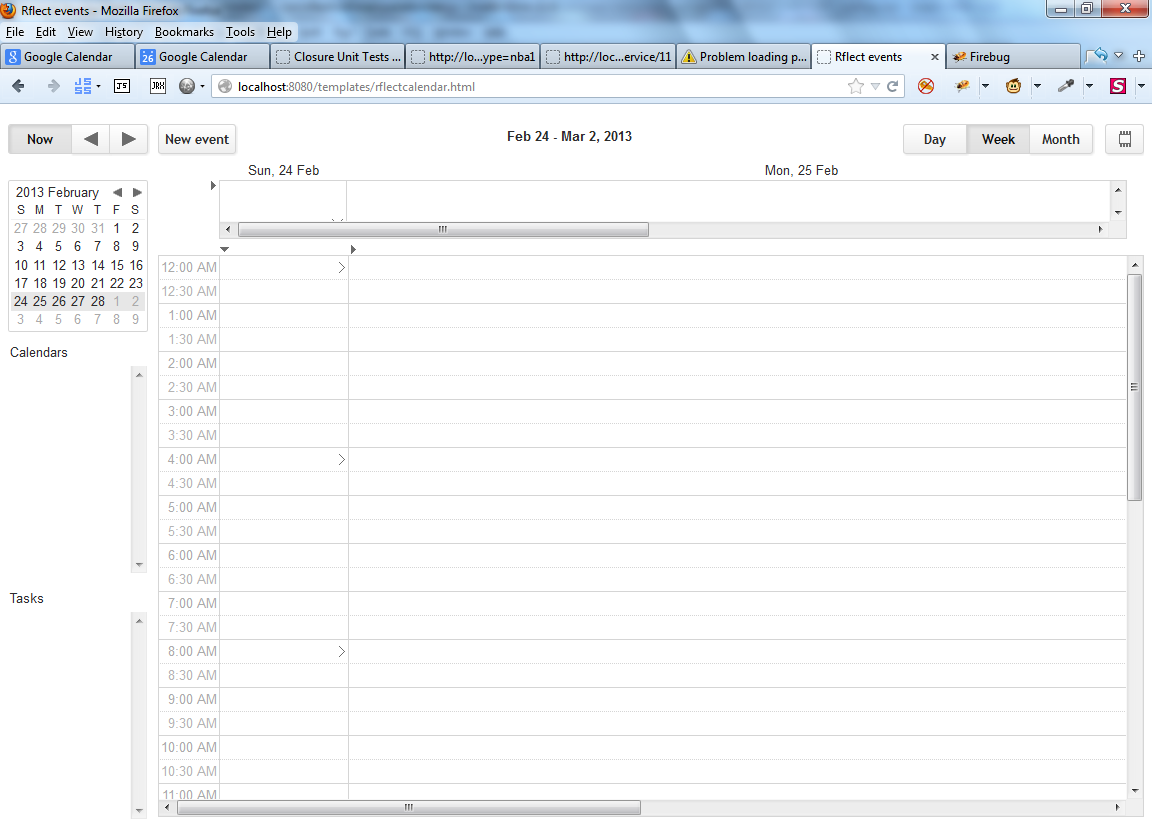 Rflect events - Mozilla Firefox
File Edit View History Bookmarks Tools Help
8 Google Calendar 26 Google Calendar Closure Unit Tests ... http://lo...ype=nba1 http://loc...ervice/11 Problem loading p... Rflect events Firebug
JS JS JRX localhost:8080/templates/rflectcalendar.html S
Now New event Feb 24 - Mar 2, 2013 Day Week Month
Sun, 24 Feb Mon, 25 Feb
2013 February
S M T W T F S
27 28 29 30 31 1 2
3 4 5 6 7 8 9
10 11 12 13 14 15 16
17 18 19 20 21 22 23
24 25 26 27 28 1 2
3 4 5 6 7 8 9
Calendars
Tasks
12:00 AM
12:30 AM
1:00 AM
1:30 AM
2:00 AM
2:30 AM
3:00 AM
3:30 AM
4:00 AM
4:30 AM
5:00 AM
5:30 AM
6:00 AM
6:30 AM
7:00 AM
7:30 AM
8:00 AM
8:30 AM
9:00 AM
9:30 AM
10:00 AM
10:30 AM
11:00 AM